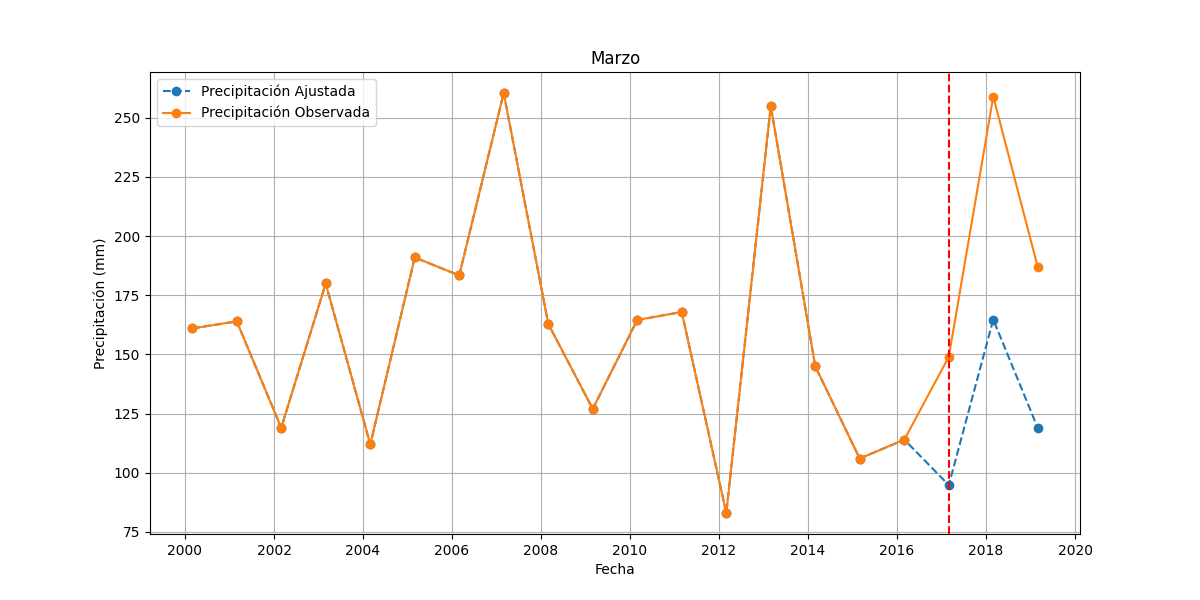 Marzo
Precipitación Ajustada
Precipitación Observada
Precipitación (mm)
250
225
200
175
150
125
100
75
2000 2002 2004 2006 2008 2010 2012 2014 2016 2018 2020
Fecha